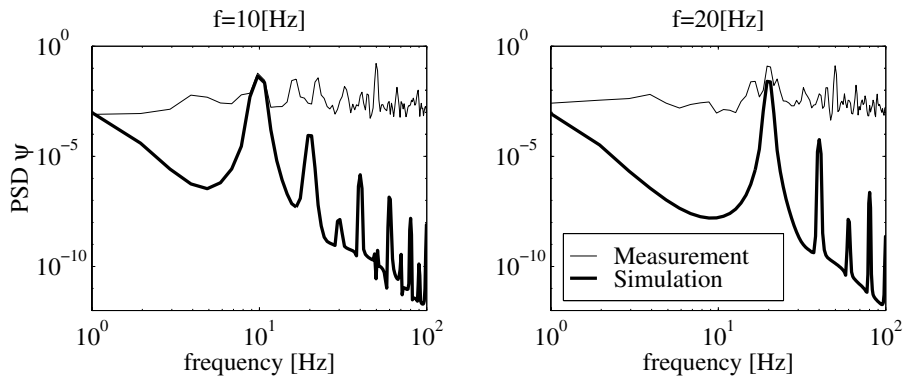 f=10[Hz]
f=20[Hz]
PSD ψ
10^0
10^-5
10^-10
10^0
10^1
10^2
frequency [Hz]
10^0
10^-5
10^-10
10^0
10^1
10^2
frequency [Hz]
Measurement
Simulation